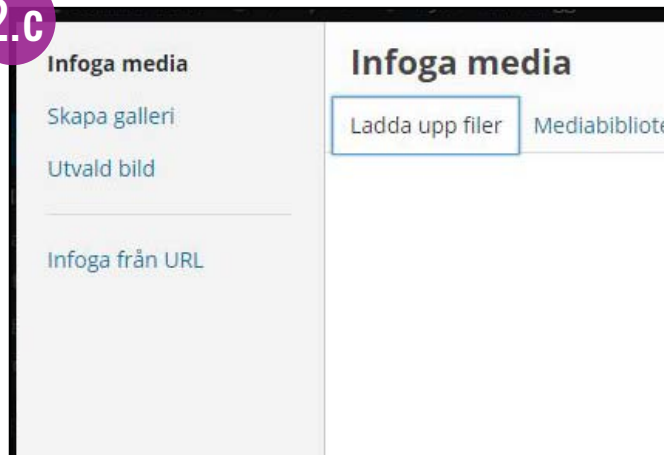 2.c
Infoga media
Skapa galleri
Utvald bild
Infoga från URL
Infoga media
Ladda upp filer